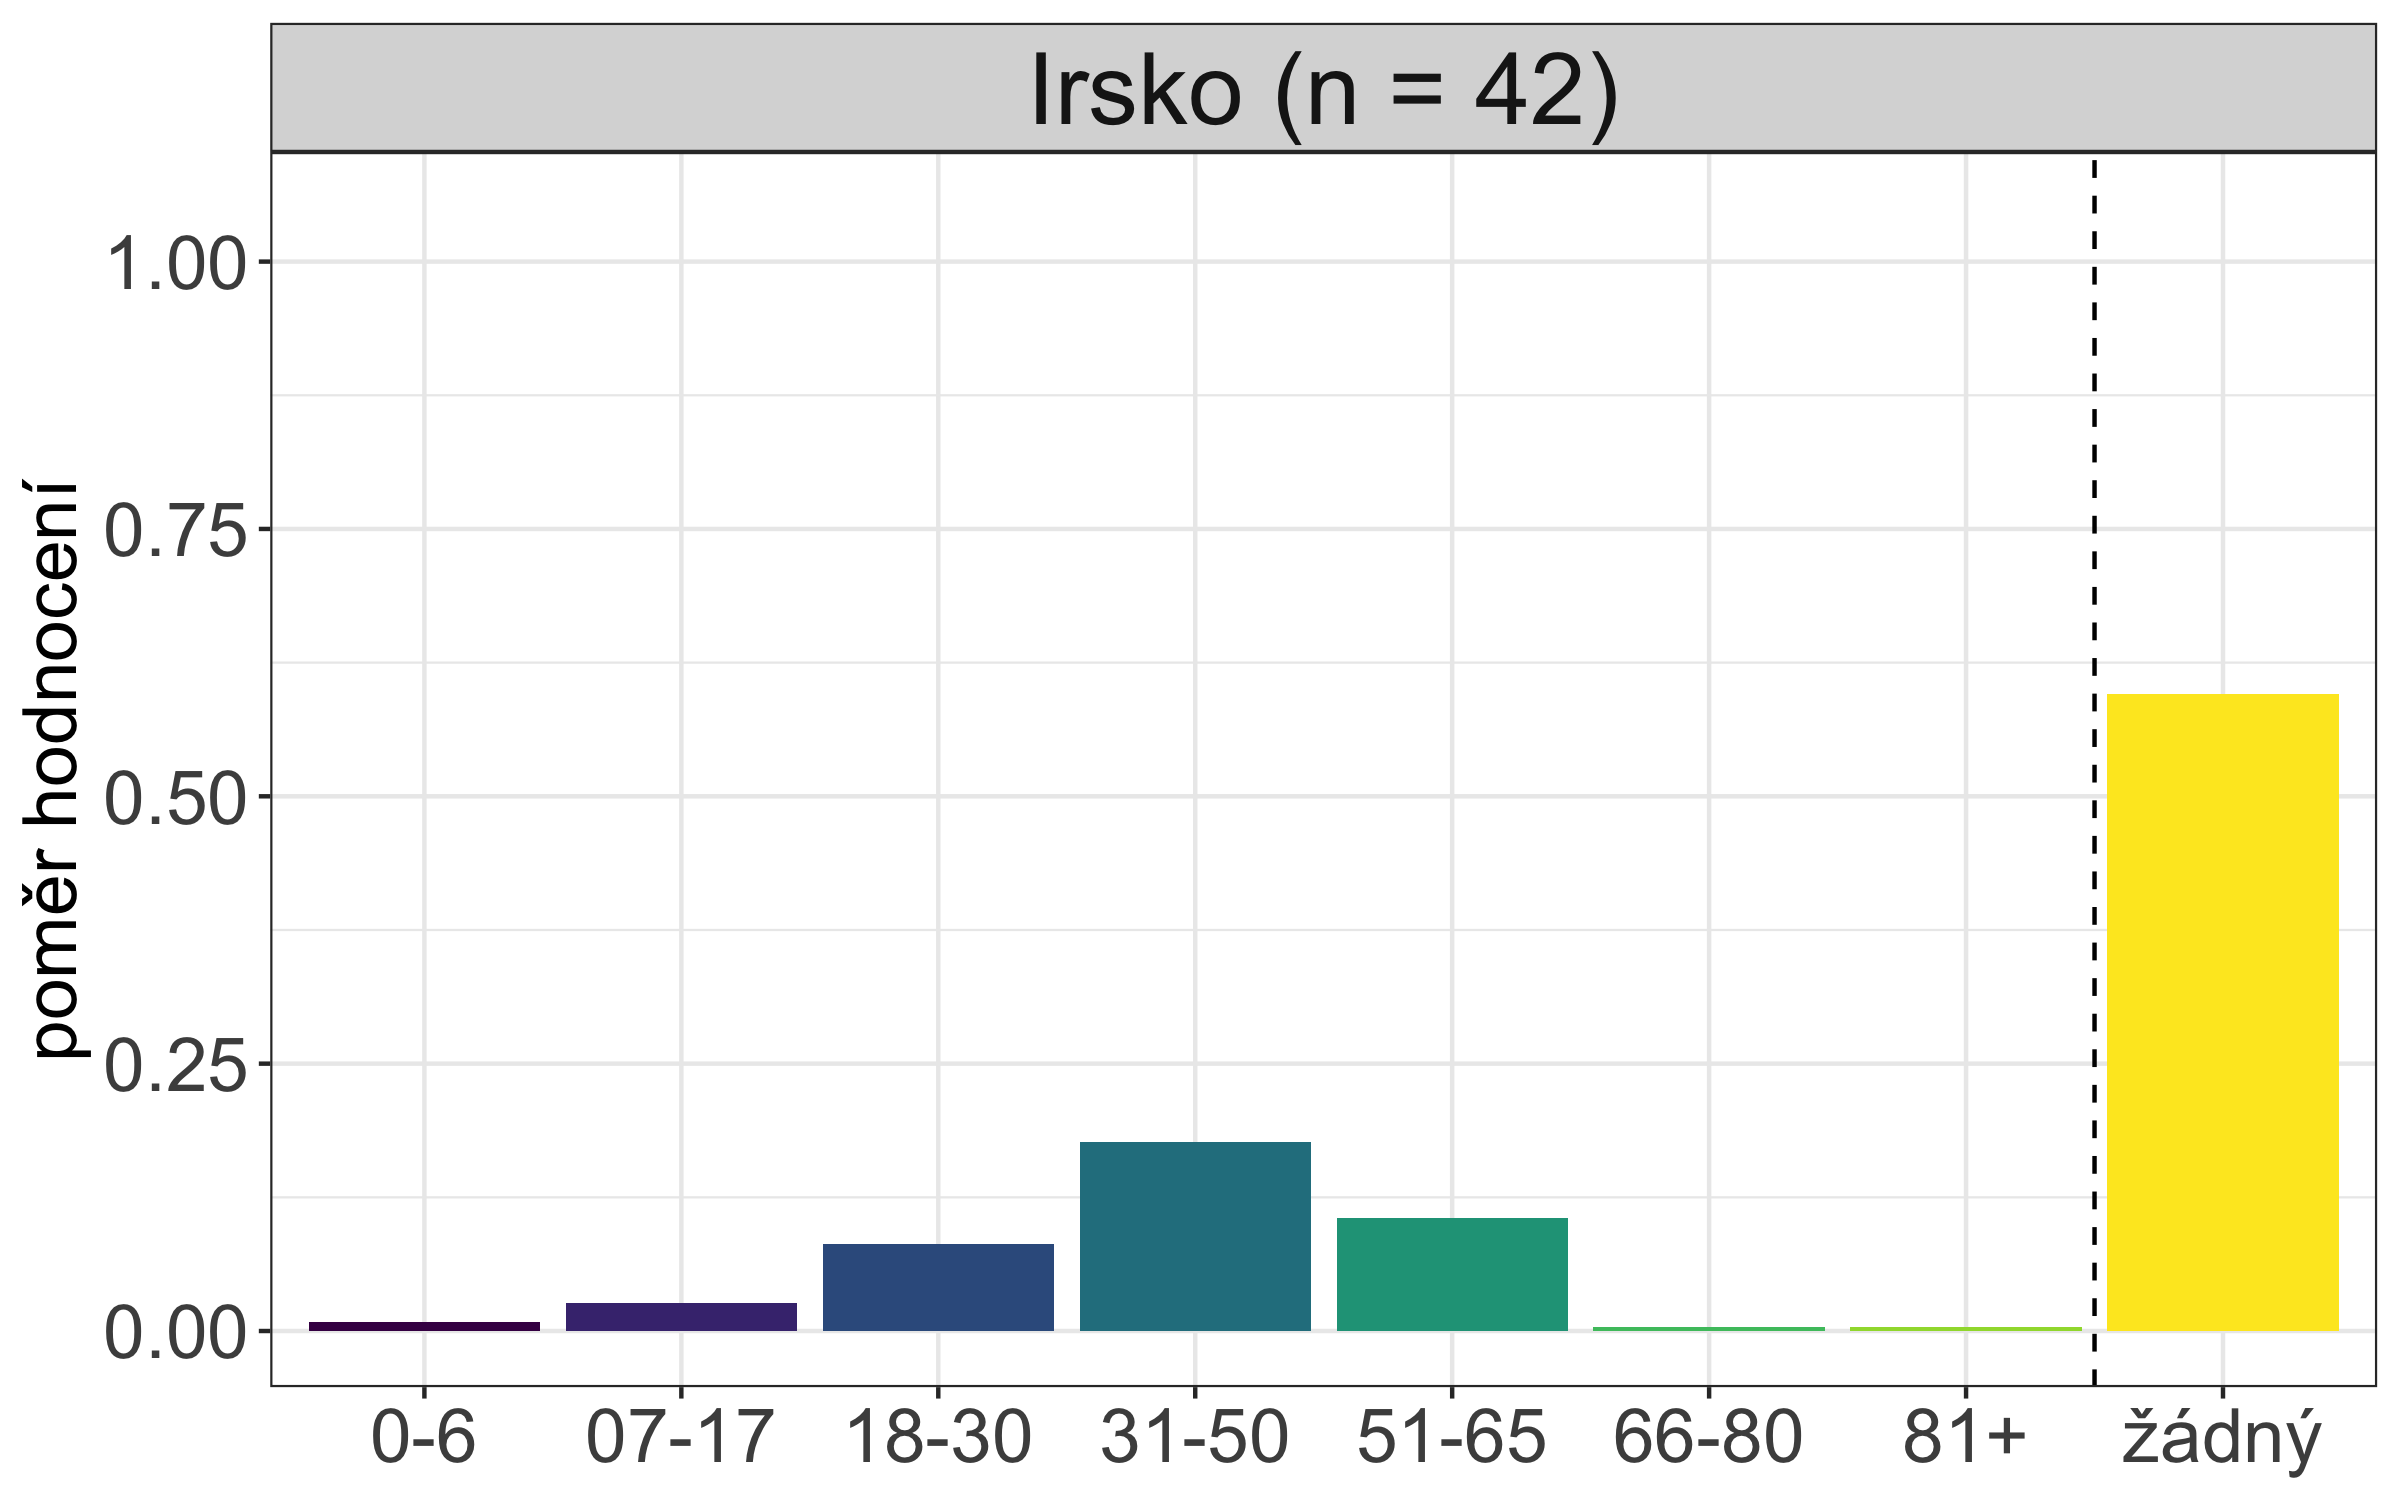 Irsko (n = 42)
poměr hodnocení
1.00
0.75
0.50
0.25
0.00
0-6 07-17 18-30 31-50 51-65 66-80 81+ žádný